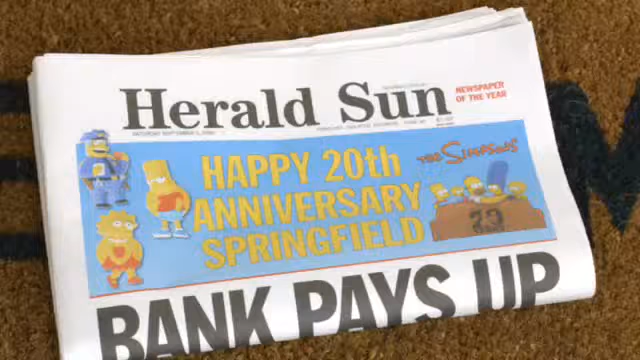 Herald Sun
NEWSPAPER
OF THE YEAR
HAPPY 20th
ANNIVERSARY
SPRINGFIELD
THE SIMPSONS
BANK PAYS UP